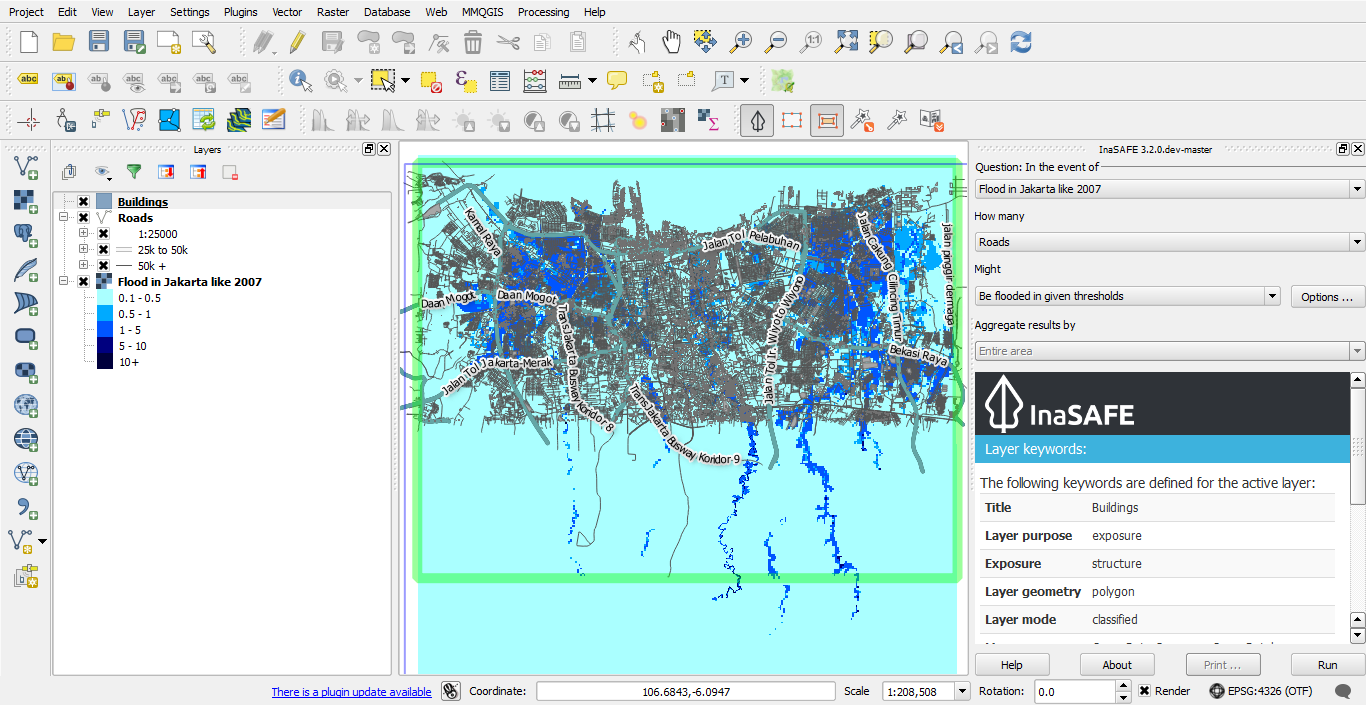 Project Edit View Layer Settings Plugins Vector Raster Database Web MMQGIS Processing Help
1:1
abc ab abc abc ab
T
Layers
InaSAFE 3.2.0.dev-master
Question: In the event of
Flood in Jakarta like 2007
How many
Roads
Might
Be flooded in given thresholds
Options ...
Aggregate results by
Entire area
InaSAFE
Layer keywords:
The following keywords are defined for the active layer:
Title Buildings
Layer purpose exposure
Exposure structure
Layer geometry polygon
Layer mode classified
Help About Print ... Run
Buildings
Roads
1:25000
25k to 50k
50k +
Flood in Jakarta like 2007
0.1 - 0.5
0.5 - 1
1 - 5
5 - 10
10+
Kamal Raya
Jalan Tol Pelabuhan
Jalan Cakung Cilincing Timur
jalan pinggir dermaga
Daan Mogot
Daan Mogot
TransJakarta Busway Koridor 8
Jalan Tol Ir. Wiyoto Wiyono
Bekasi Raya
Jalan Tol Jakarta-Merak
TransJakarta Busway Koridor 9
There is a plugin update available
Coordinate: 106.6843,-6.0947
Scale 1:208,508
Rotation: 0.0
Render
EPSG:4326 (OTF)